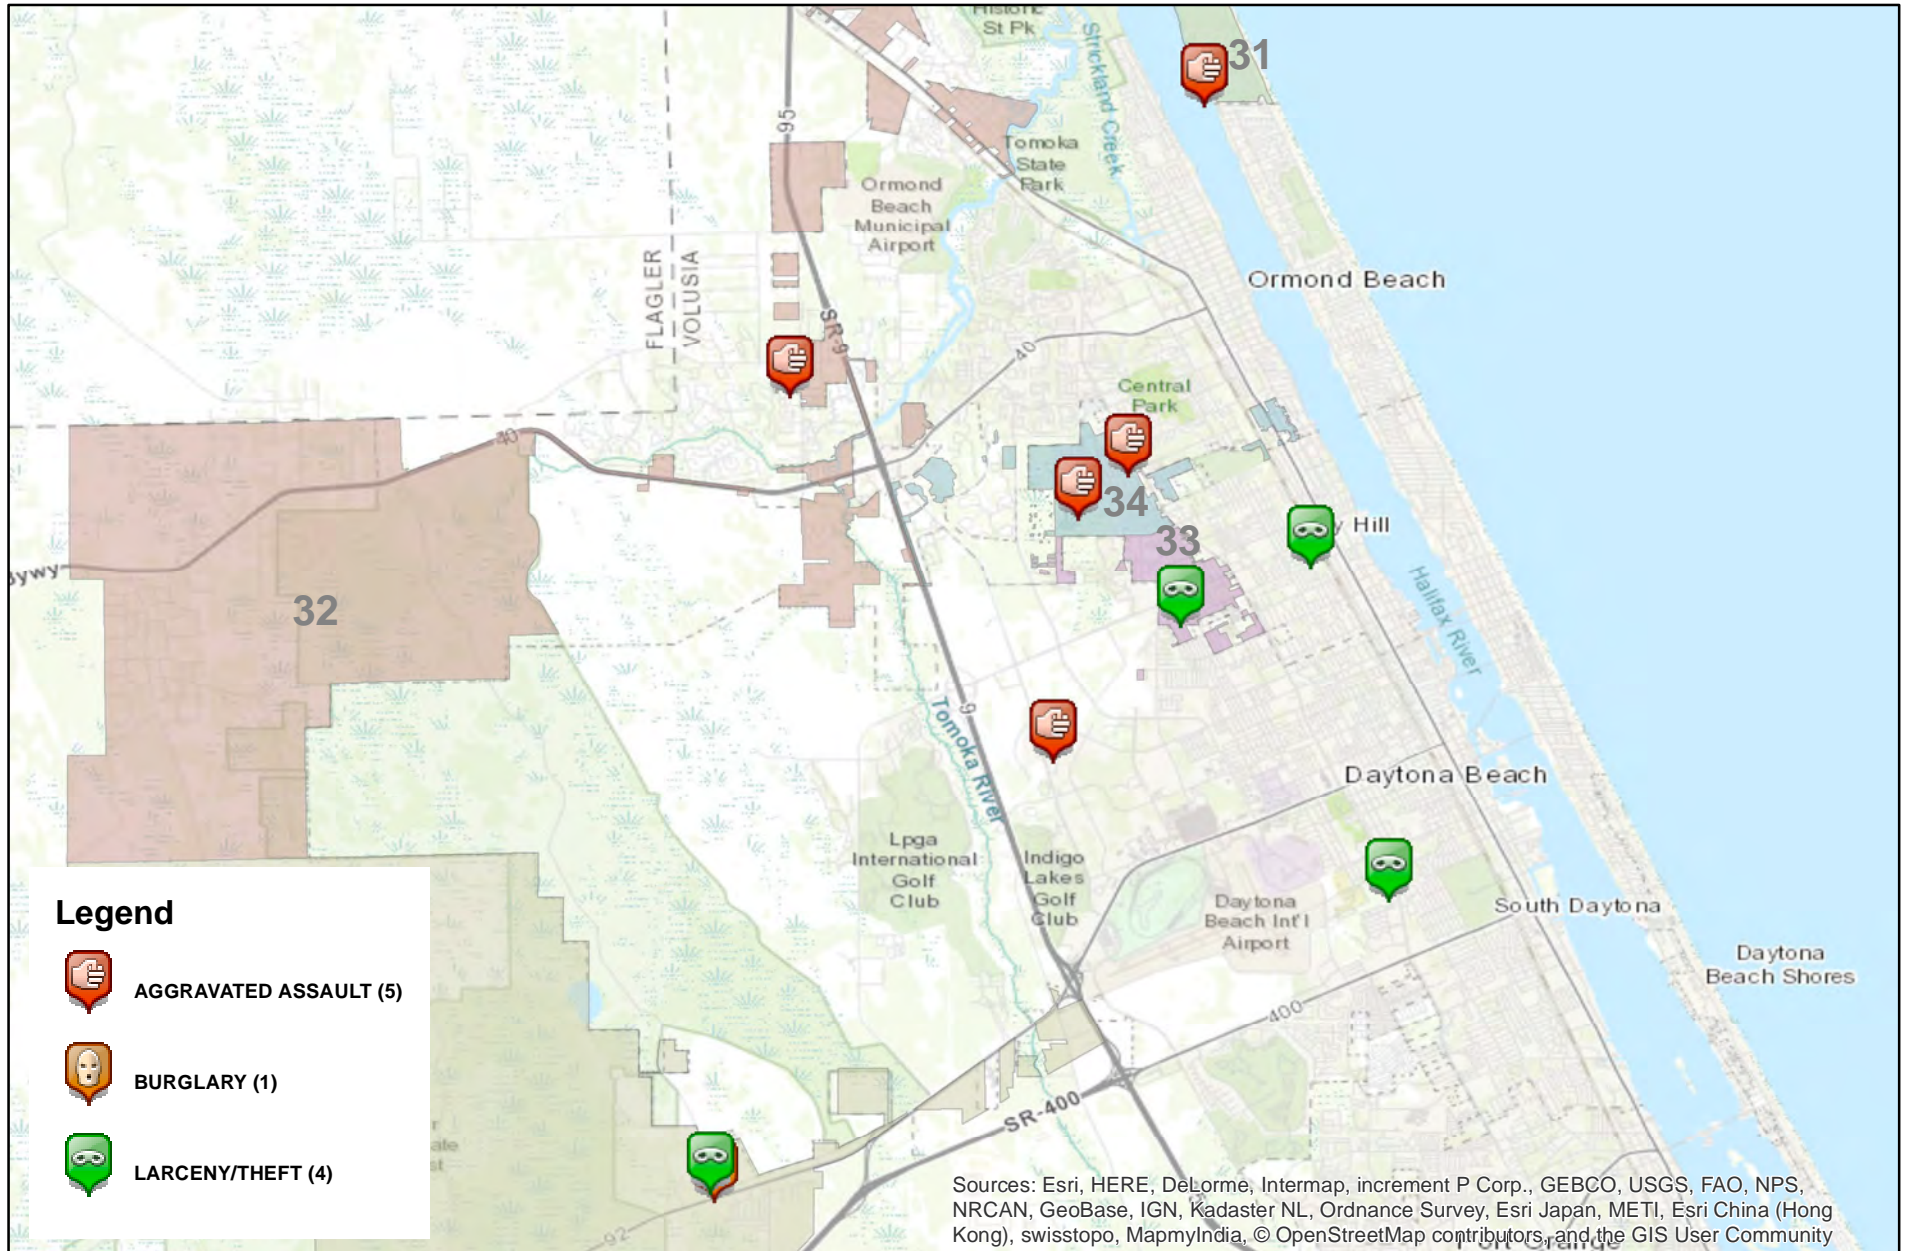 Historic
St Pk
Strickland Creek
31
95
Tomoka
State
Park
Ormond
Beach
Municipal
Airport
FLAGLER
VOLUSIA
SR-9
Ormond Beach
40
Central
Park
40
34
33
Hill
Halifax River
32
Tomoka River
9
Daytona Beach
Lpga
International
Golf
Club
Indigo
Lakes
Golf
Club
Daytona
Beach Int'l
Airport
South Daytona
Daytona
Beach Shores
400
SR-400
92
Legend
AGGRAVATED ASSAULT (5)
BURGLARY (1)
LARCENY/THEFT (4)
Sources: Esri, HERE, DeLorme, Intermap, increment P Corp., GEBCO, USGS, FAO, NPS,
NRCAN, GeoBase, IGN, Kadaster NL, Ordnance Survey, Esri Japan, METI, Esri China (Hong
Kong), swisstopo, MapmyIndia, © OpenStreetMap contributors, and the GIS User Community
Port Orange